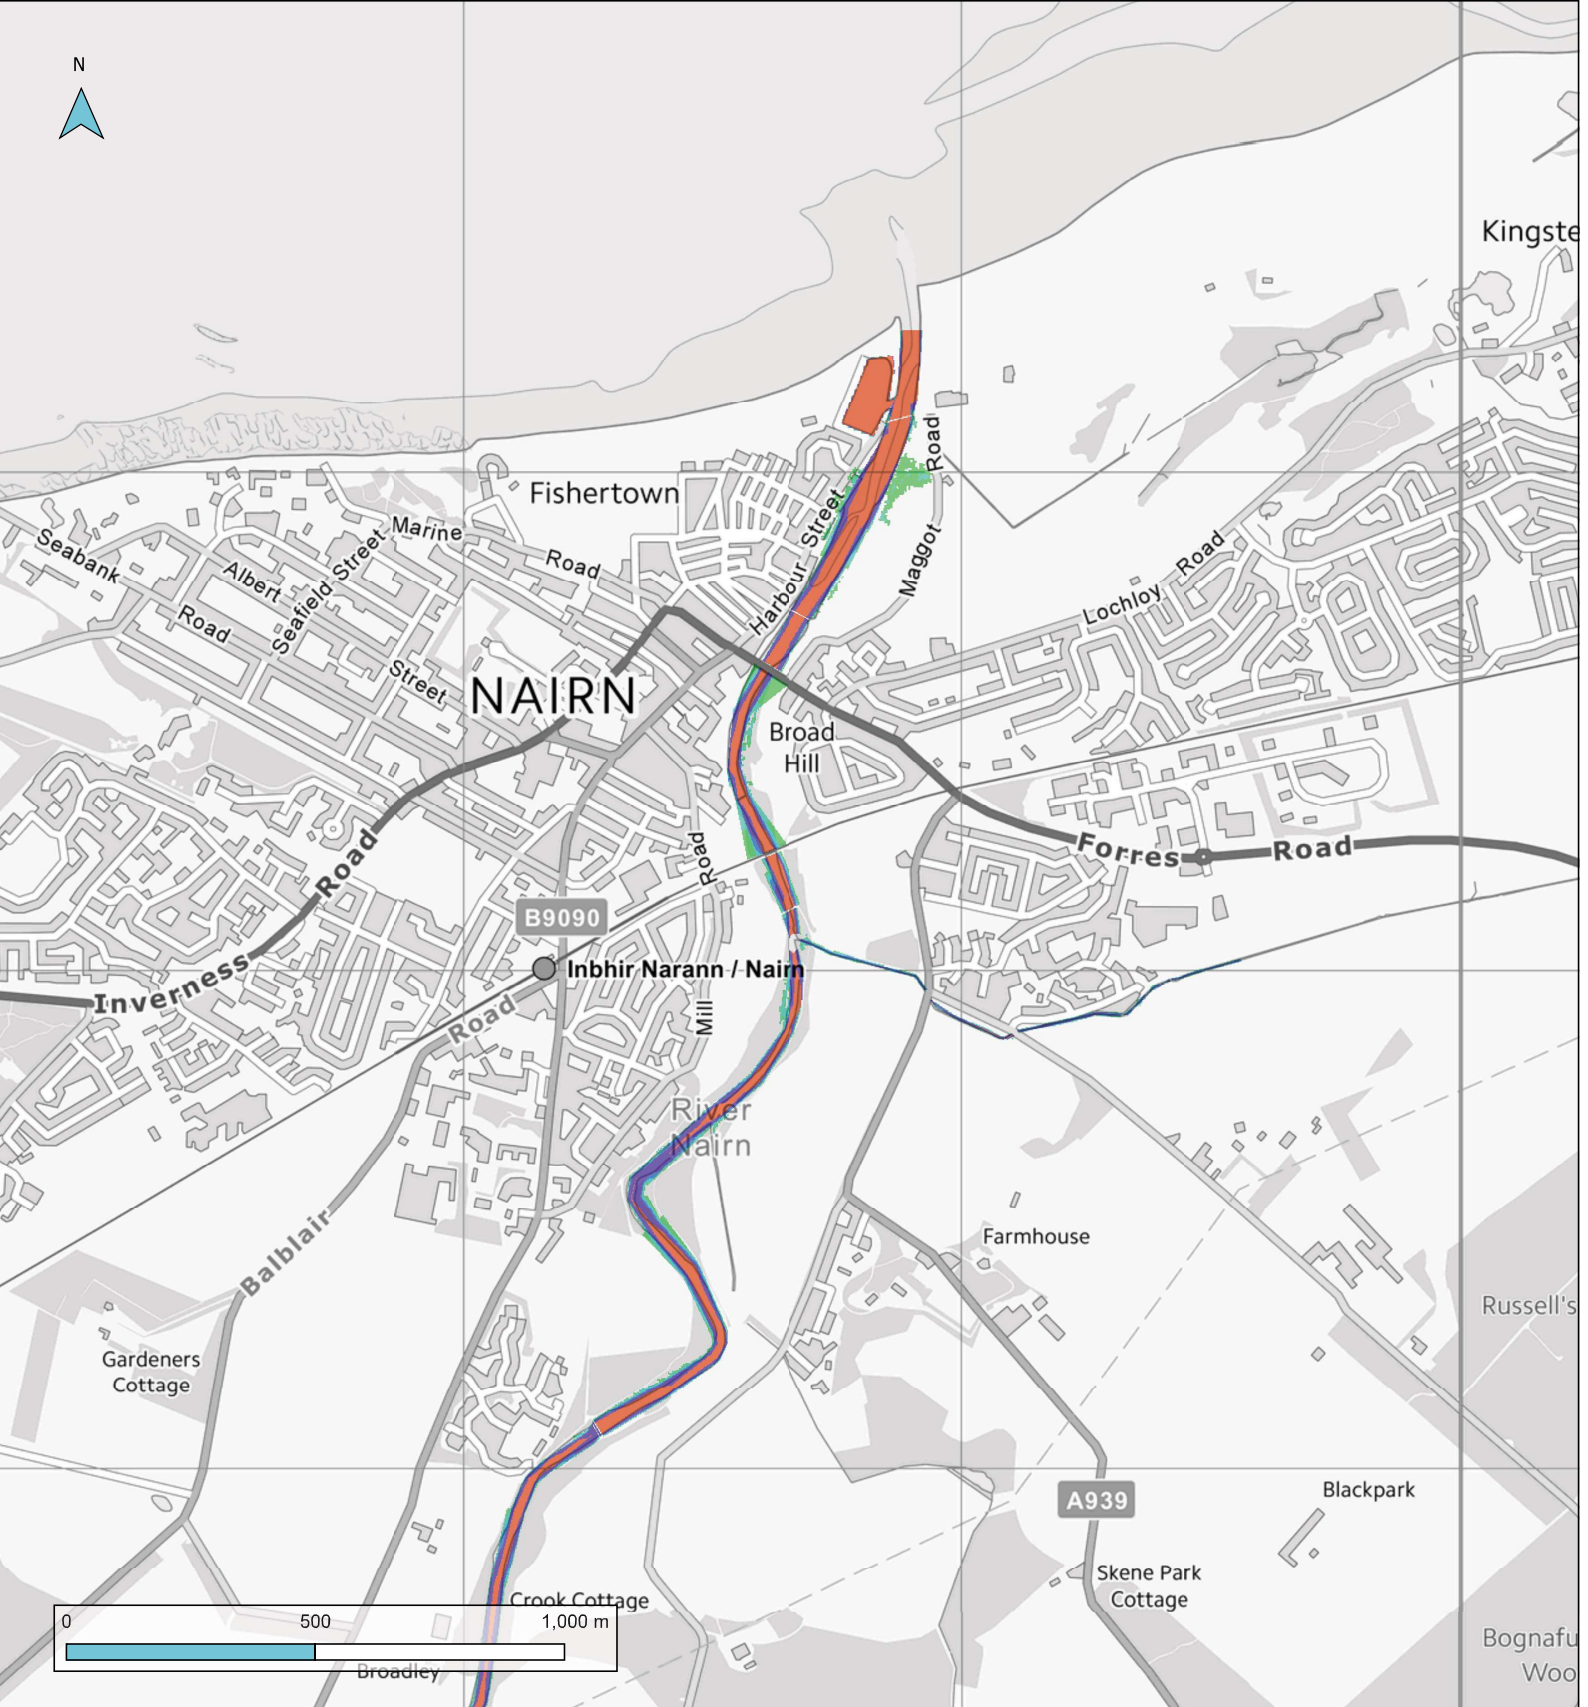 N
Kingste
Fishertown
Road
Seabank
Road
Albert
Street
Seafield Street
Marine
Road
Harbour Street
Maggot
Lochloy Road
NAIRN
Broad
Hill
Forres Road
Inverness Road
Road
B9090
Inbhir Narann / Nairn
Mill
Road
River
Nairn
Balblair
Farmhouse
Russell's
Gardeners
Cottage
A939
Blackpark
Skene Park
Cottage
Crook Cottage
0 500 1,000 m
Broadley
Bognafu
Woo